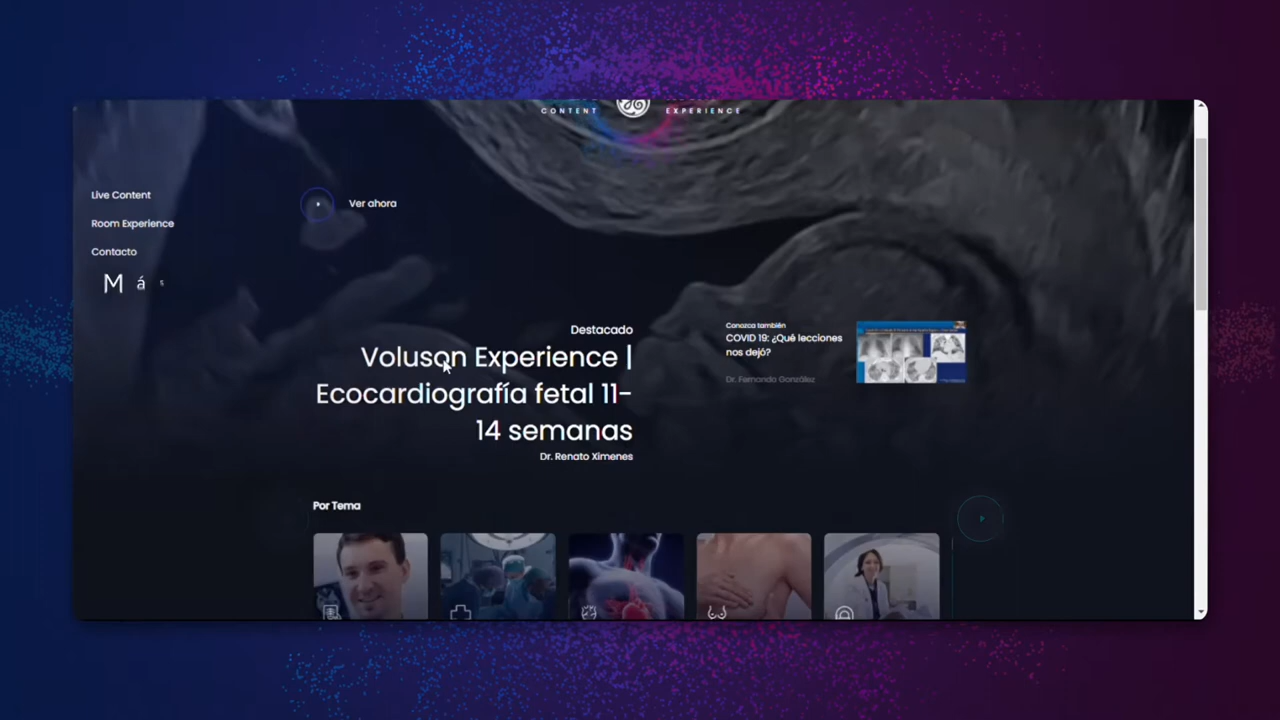 CONTENT EXPERIENCE
Live Content
Room Experience
Contacto
Más
Ver ahora
Destacado
Voluson Experience |
Ecocardiografía fetal 11-
14 semanas
Dr. Renato Ximenes
Conozca también
COVID 19: ¿Qué lecciones
nos dejó?
Dr. Fernando González
Por Tema